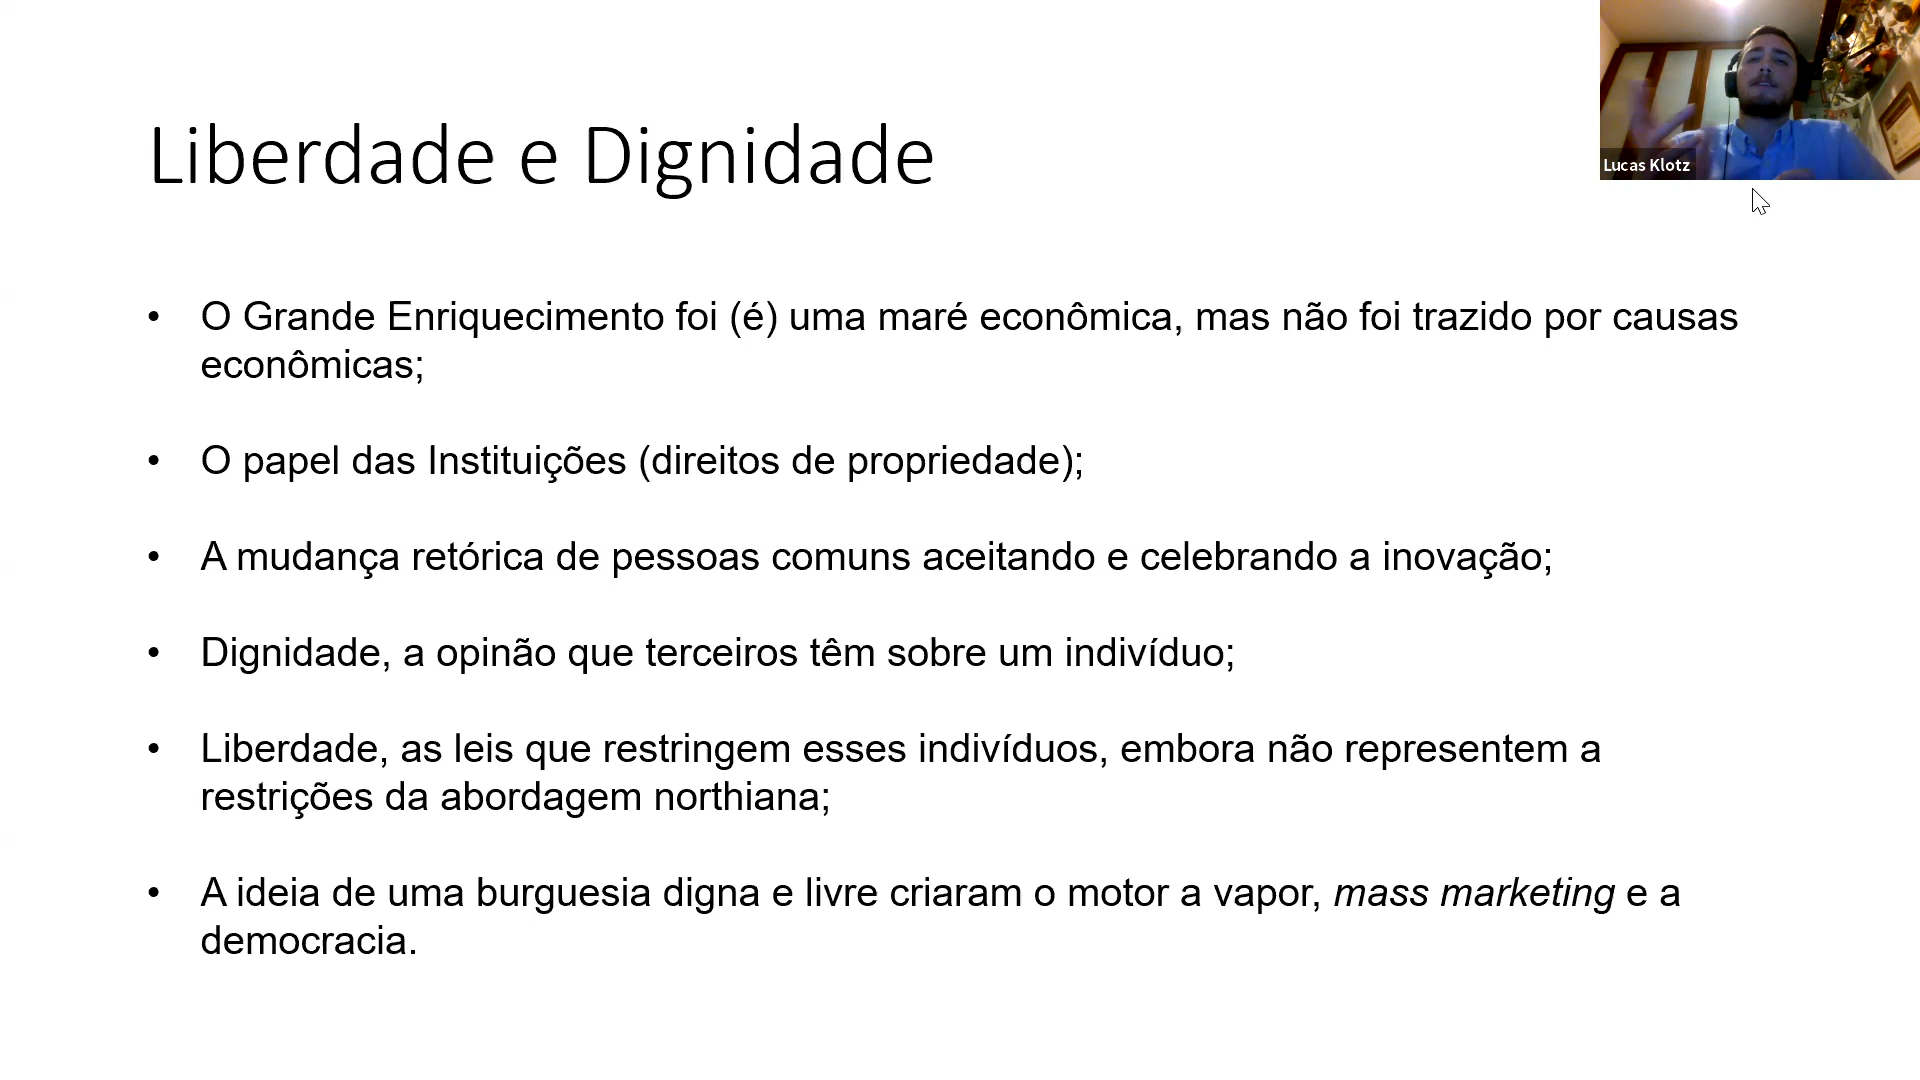 Liberdade e Dignidade
Lucas Klotz
• O Grande Enriquecimento foi (é) uma maré econômica, mas não foi trazido por causas
econômicas;
• O papel das Instituições (direitos de propriedade);
• A mudança retórica de pessoas comuns aceitando e celebrando a inovação;
• Dignidade, a opinão que terceiros têm sobre um indivíduo;
• Liberdade, as leis que restringem esses indivíduos, embora não representem a
restrições da abordagem northiana;
• A ideia de uma burguesia digna e livre criaram o motor a vapor, mass marketing e a
democracia.